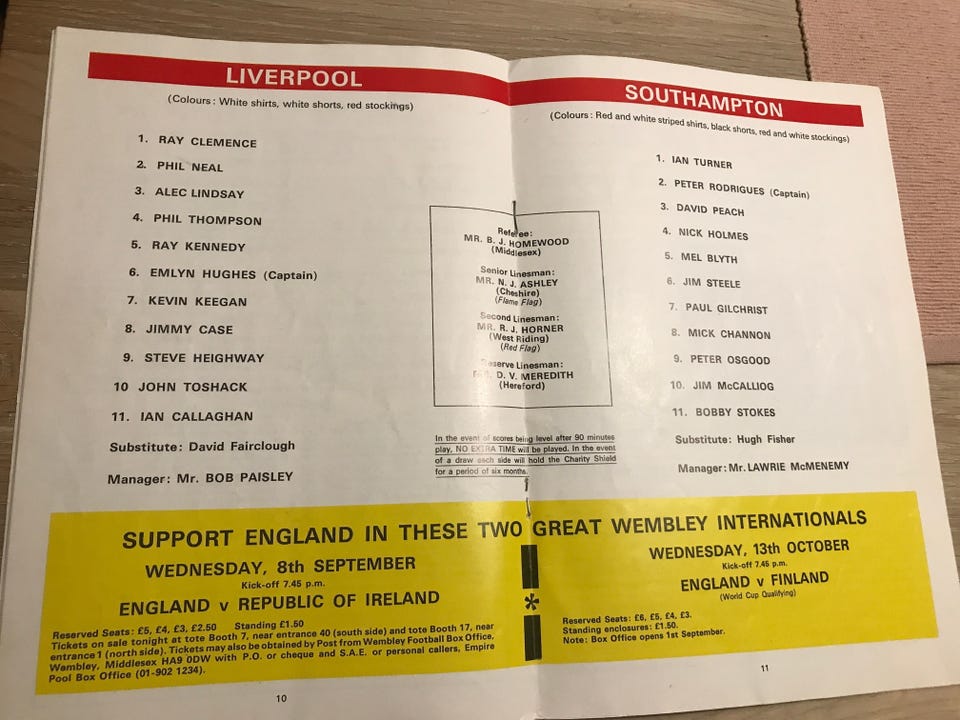 LIVERPOOL
(Colours: White shirts, white shorts, red stockings)
1. RAY CLEMENCE
2. PHIL NEAL
3. ALEC LINDSAY
4. PHIL THOMPSON
5. RAY KENNEDY
6. EMLYN HUGHES (Captain)
7. KEVIN KEEGAN
8. JIMMY CASE
9. STEVE HEIGHWAY
10 JOHN TOSHACK
11. IAN CALLAGHAN
Substitute: David Fairclough
Manager: Mr. BOB PAISLEY
Referee:
MR. B. J. HOMEWOOD
(Middlesex)
Senior Linesman:
MR. N. J. ASHLEY
(Cheshire)
(Flame Flag)
Second Linesman:
MR. R. J. HORNER
(West Riding)
(Red Flag)
Reserve Linesman:
D. V. MEREDITH
(Hereford)
In the event of scores being level after 90 minutes
play, NO EXTRA TIME will be played. In the event
of a draw each side will hold the Charity Shield
for a period of six months.
SOUTHAMPTON
(Colours: Red and white striped shirts, black shorts, red and white stockings)
1. IAN TURNER
2. PETER RODRIGUES (Captain)
3. DAVID PEACH
4. NICK HOLMES
5. MEL BLYTH
6. JIM STEELE
7. PAUL GILCHRIST
8. MICK CHANNON
9. PETER OSGOOD
10. JIM McCALLIOG
11. BOBBY STOKES
Substitute: Hugh Fisher
Manager: Mr. LAWRIE McMENEMY
SUPPORT ENGLAND IN THESE TWO GREAT WEMBLEY INTERNATIONALS
WEDNESDAY, 8th SEPTEMBER
Kick-off 7.45 p.m.
ENGLAND v REPUBLIC OF IRELAND
Reserved Seats: £5, £4, £3, £2.50 Standing £1.50
Tickets on sale tonight at tote Booth 7, near entrance 40 (south side) and tote Booth 17, near
entrance 1 (north side). Tickets may also be obtained by Post from Wembley Football Box Office,
Wembley, Middlesex HA9 0DW with P.O. or cheque and S.A.E. or personal callers, Empire
Pool Box Office (01-902 1234).
*
WEDNESDAY, 13th OCTOBER
Kick-off 7.45 p.m.
ENGLAND v FINLAND
(World Cup Qualifying)
Reserved Seats: £6, £5, £4, £3.
Standing enclosures: £1.50.
Note: Box Office opens 1st September.
10
11